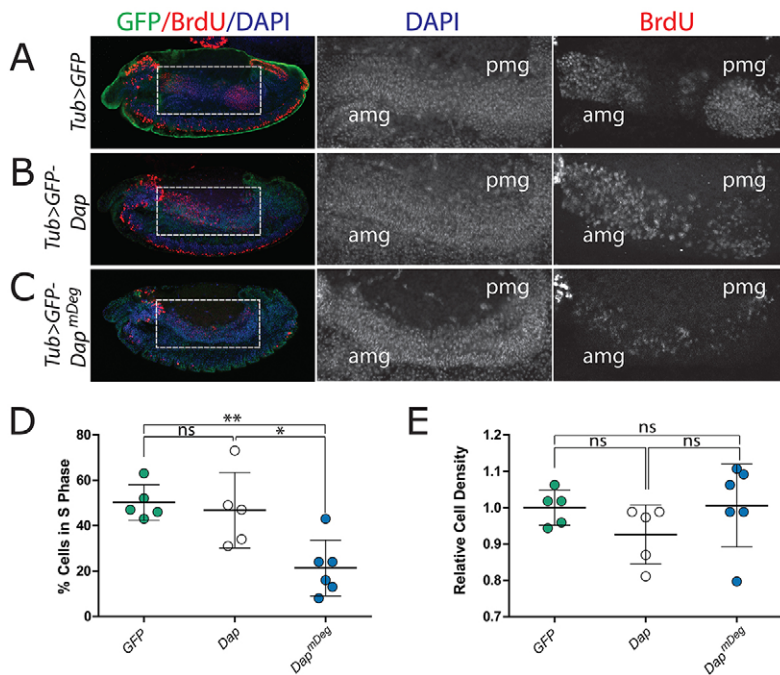 GFP/BrdU/DAPI
DAPI
BrdU
A
Tub>GFP
pmg
amg
pmg
amg
B
Tub>GFP-
Dap
pmg
amg
pmg
amg
C
Tub>GFP-
Dap^mDeg
pmg
amg
pmg
amg
D
**
ns
*
80
60
40
20
0
% Cells in S Phase
GFP
Dap
Dap^mDeg
E
ns
ns
ns
1.2
1.1
1.0
0.9
0.8
0.7
Relative Cell Density
GFP
Dap
Dap^mDeg